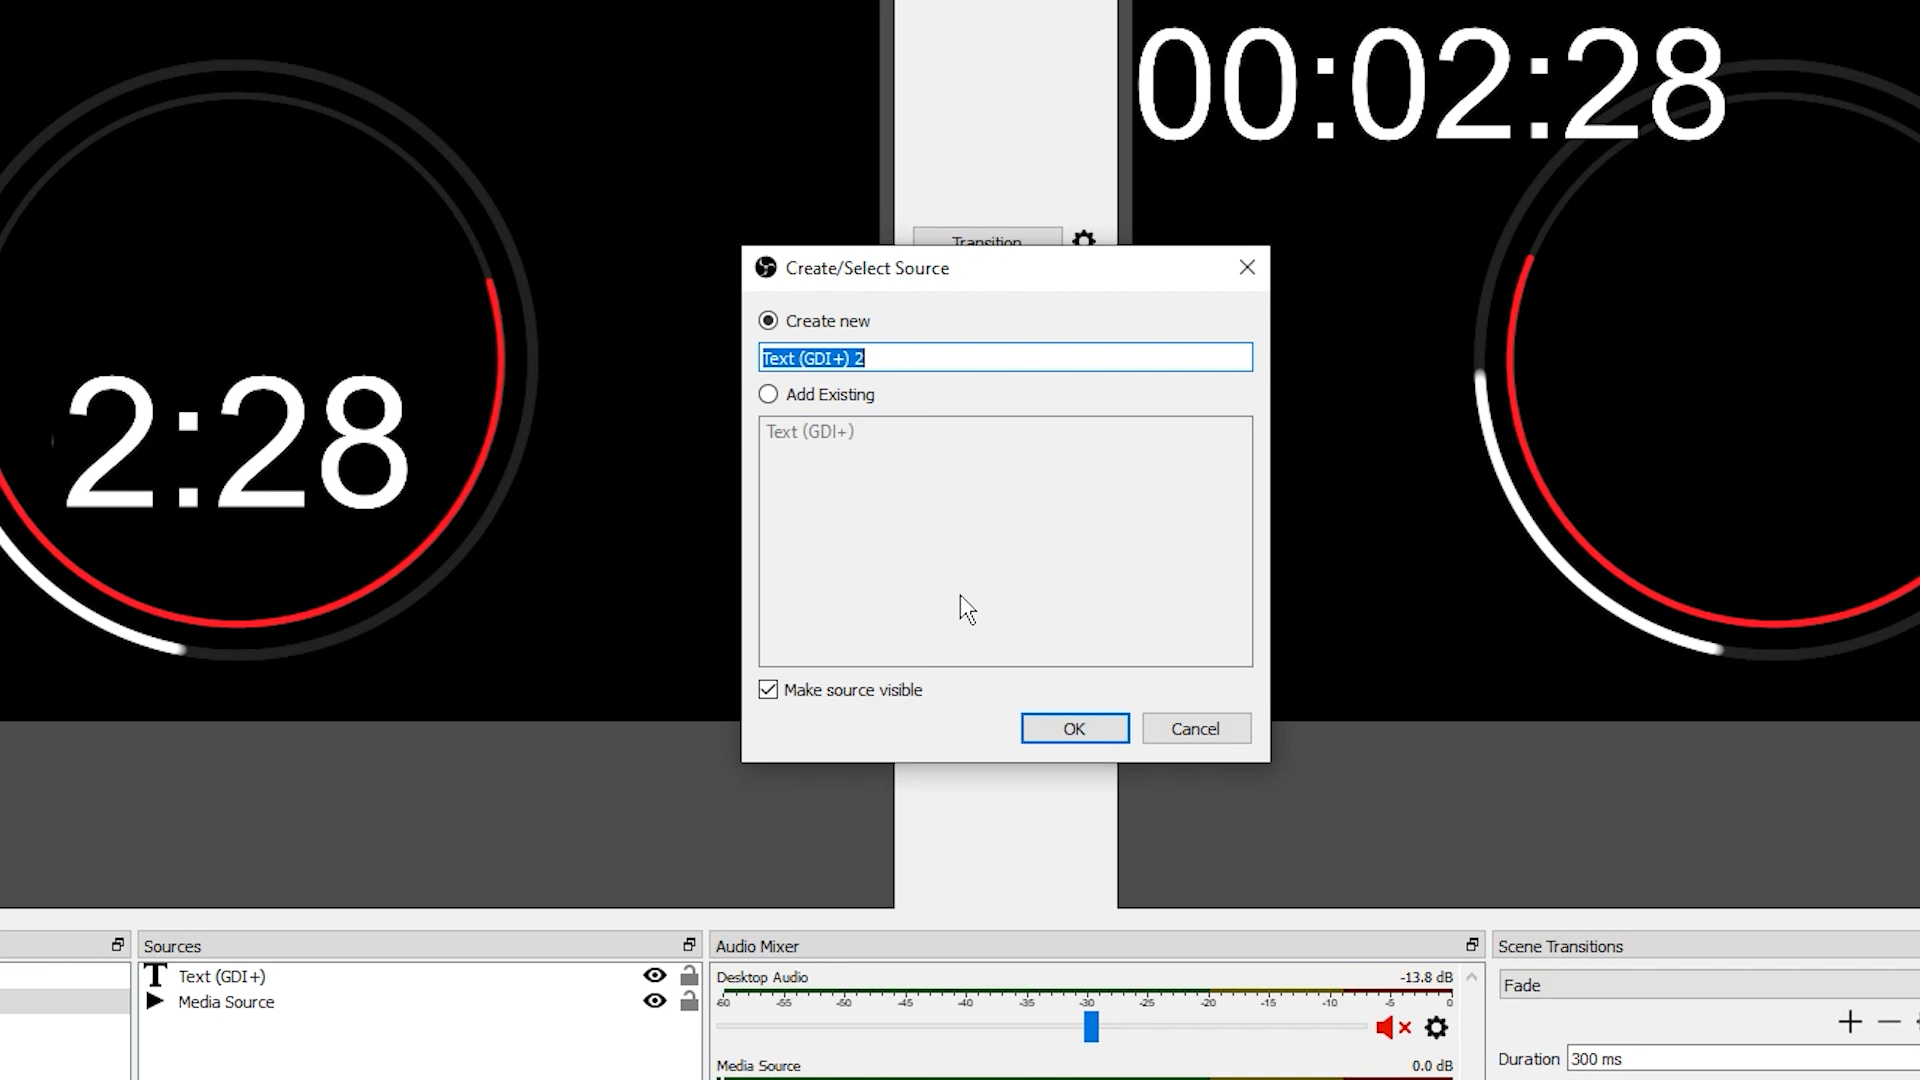 00:02:28
2:28
Transition
Create/Select Source
Create new
Text (GDI+) 2
Add Existing
Text (GDI+)
Make source visible
OK
Cancel
Sources
Text (GDI+)
Media Source
Audio Mixer
Desktop Audio
-13.8 dB
-60 -55 -50 -45 -40 -35 -30 -25 -20 -15 -10 -5 0
Media Source
0.0 dB
Scene Transitions
Fade
Duration
300 ms